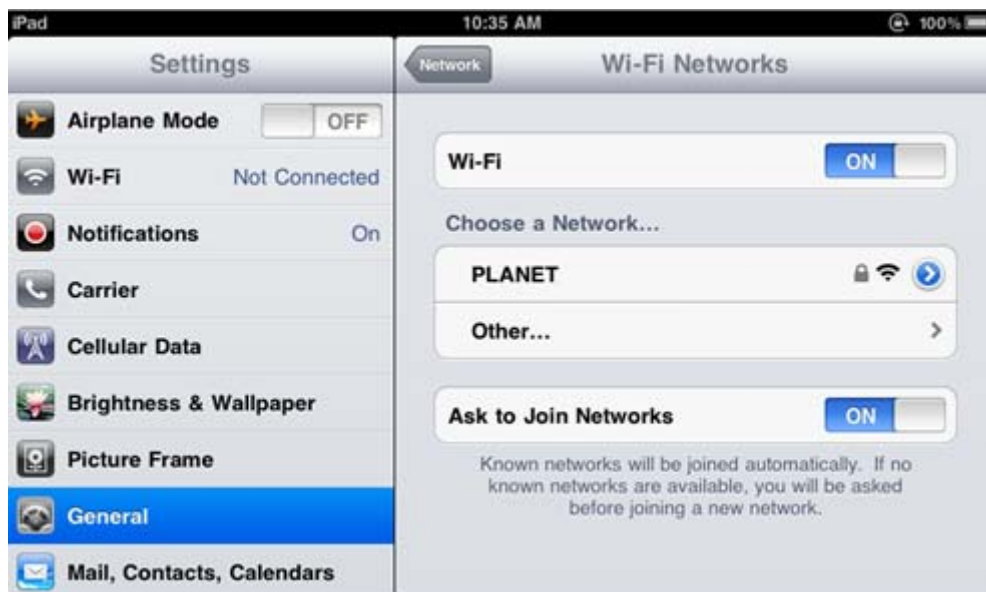 iPad 10:35 AM 100%
Settings
Network Wi-Fi Networks
Airplane Mode OFF
Wi-Fi Not Connected
Notifications On
Carrier
Cellular Data
Brightness & Wallpaper
Picture Frame
General
Mail, Contacts, Calendars
Wi-Fi ON
Choose a Network...
PLANET
Other...
Ask to Join Networks ON
Known networks will be joined automatically. If no
known networks are available, you will be asked
before joining a new network.